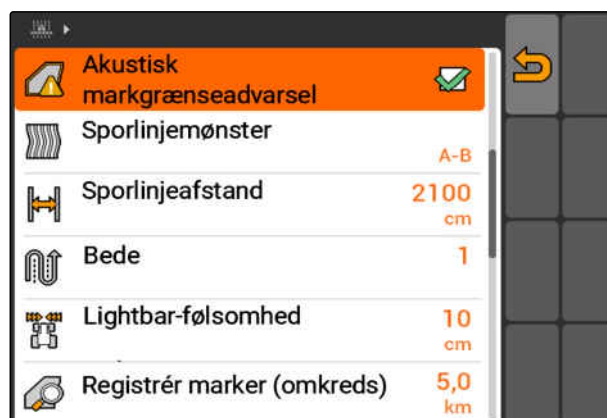 Akustisk
markgrænseadvarsel
Sporlinjemønster
A-B
Sporlinjeafstand
2100
cm
Bede
1
Lightbar-følsomhed
10
cm
Registrér marker (omkreds)
5,0
km